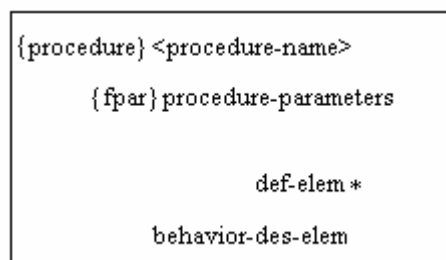 {procedure} <procedure-name>
{fpar} procedure-parameters
def-elem *
behavior-des-elem